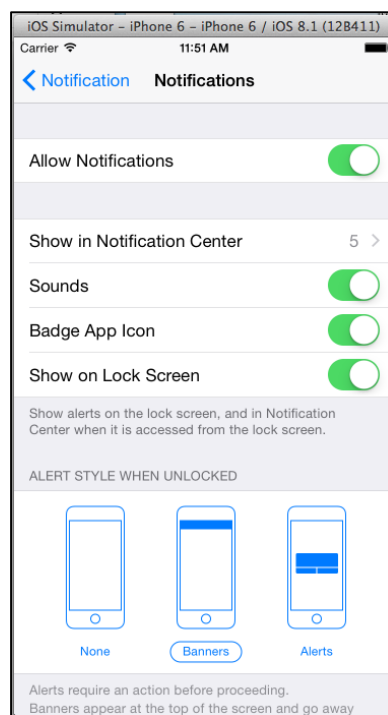 iOS Simulator – iPhone 6 – iPhone 6 / iOS 8.1 (12B411)
Carrier 11:51 AM
Notification Notifications
Allow Notifications
Show in Notification Center 5
Sounds
Badge App Icon
Show on Lock Screen
Show alerts on the lock screen, and in Notification
Center when it is accessed from the lock screen.
ALERT STYLE WHEN UNLOCKED
None Banners Alerts
Alerts require an action before proceeding.
Banners appear at the top of the screen and go away